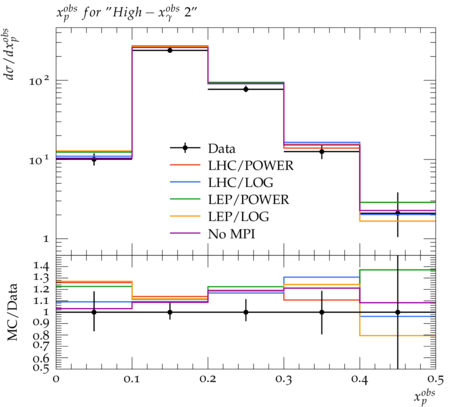 x_p^{obs} for "High − x_γ^{obs} 2"
dσ/dx_p^{obs}
10^2
10^1
1
Data
LHC/POWER
LHC/LOG
LEP/POWER
LEP/LOG
No MPI
MC/Data
1.4
1.3
1.2
1.1
1
0.9
0.8
0.7
0.6
0.5
0 0.1 0.2 0.3 0.4 0.5
x_p^{obs}